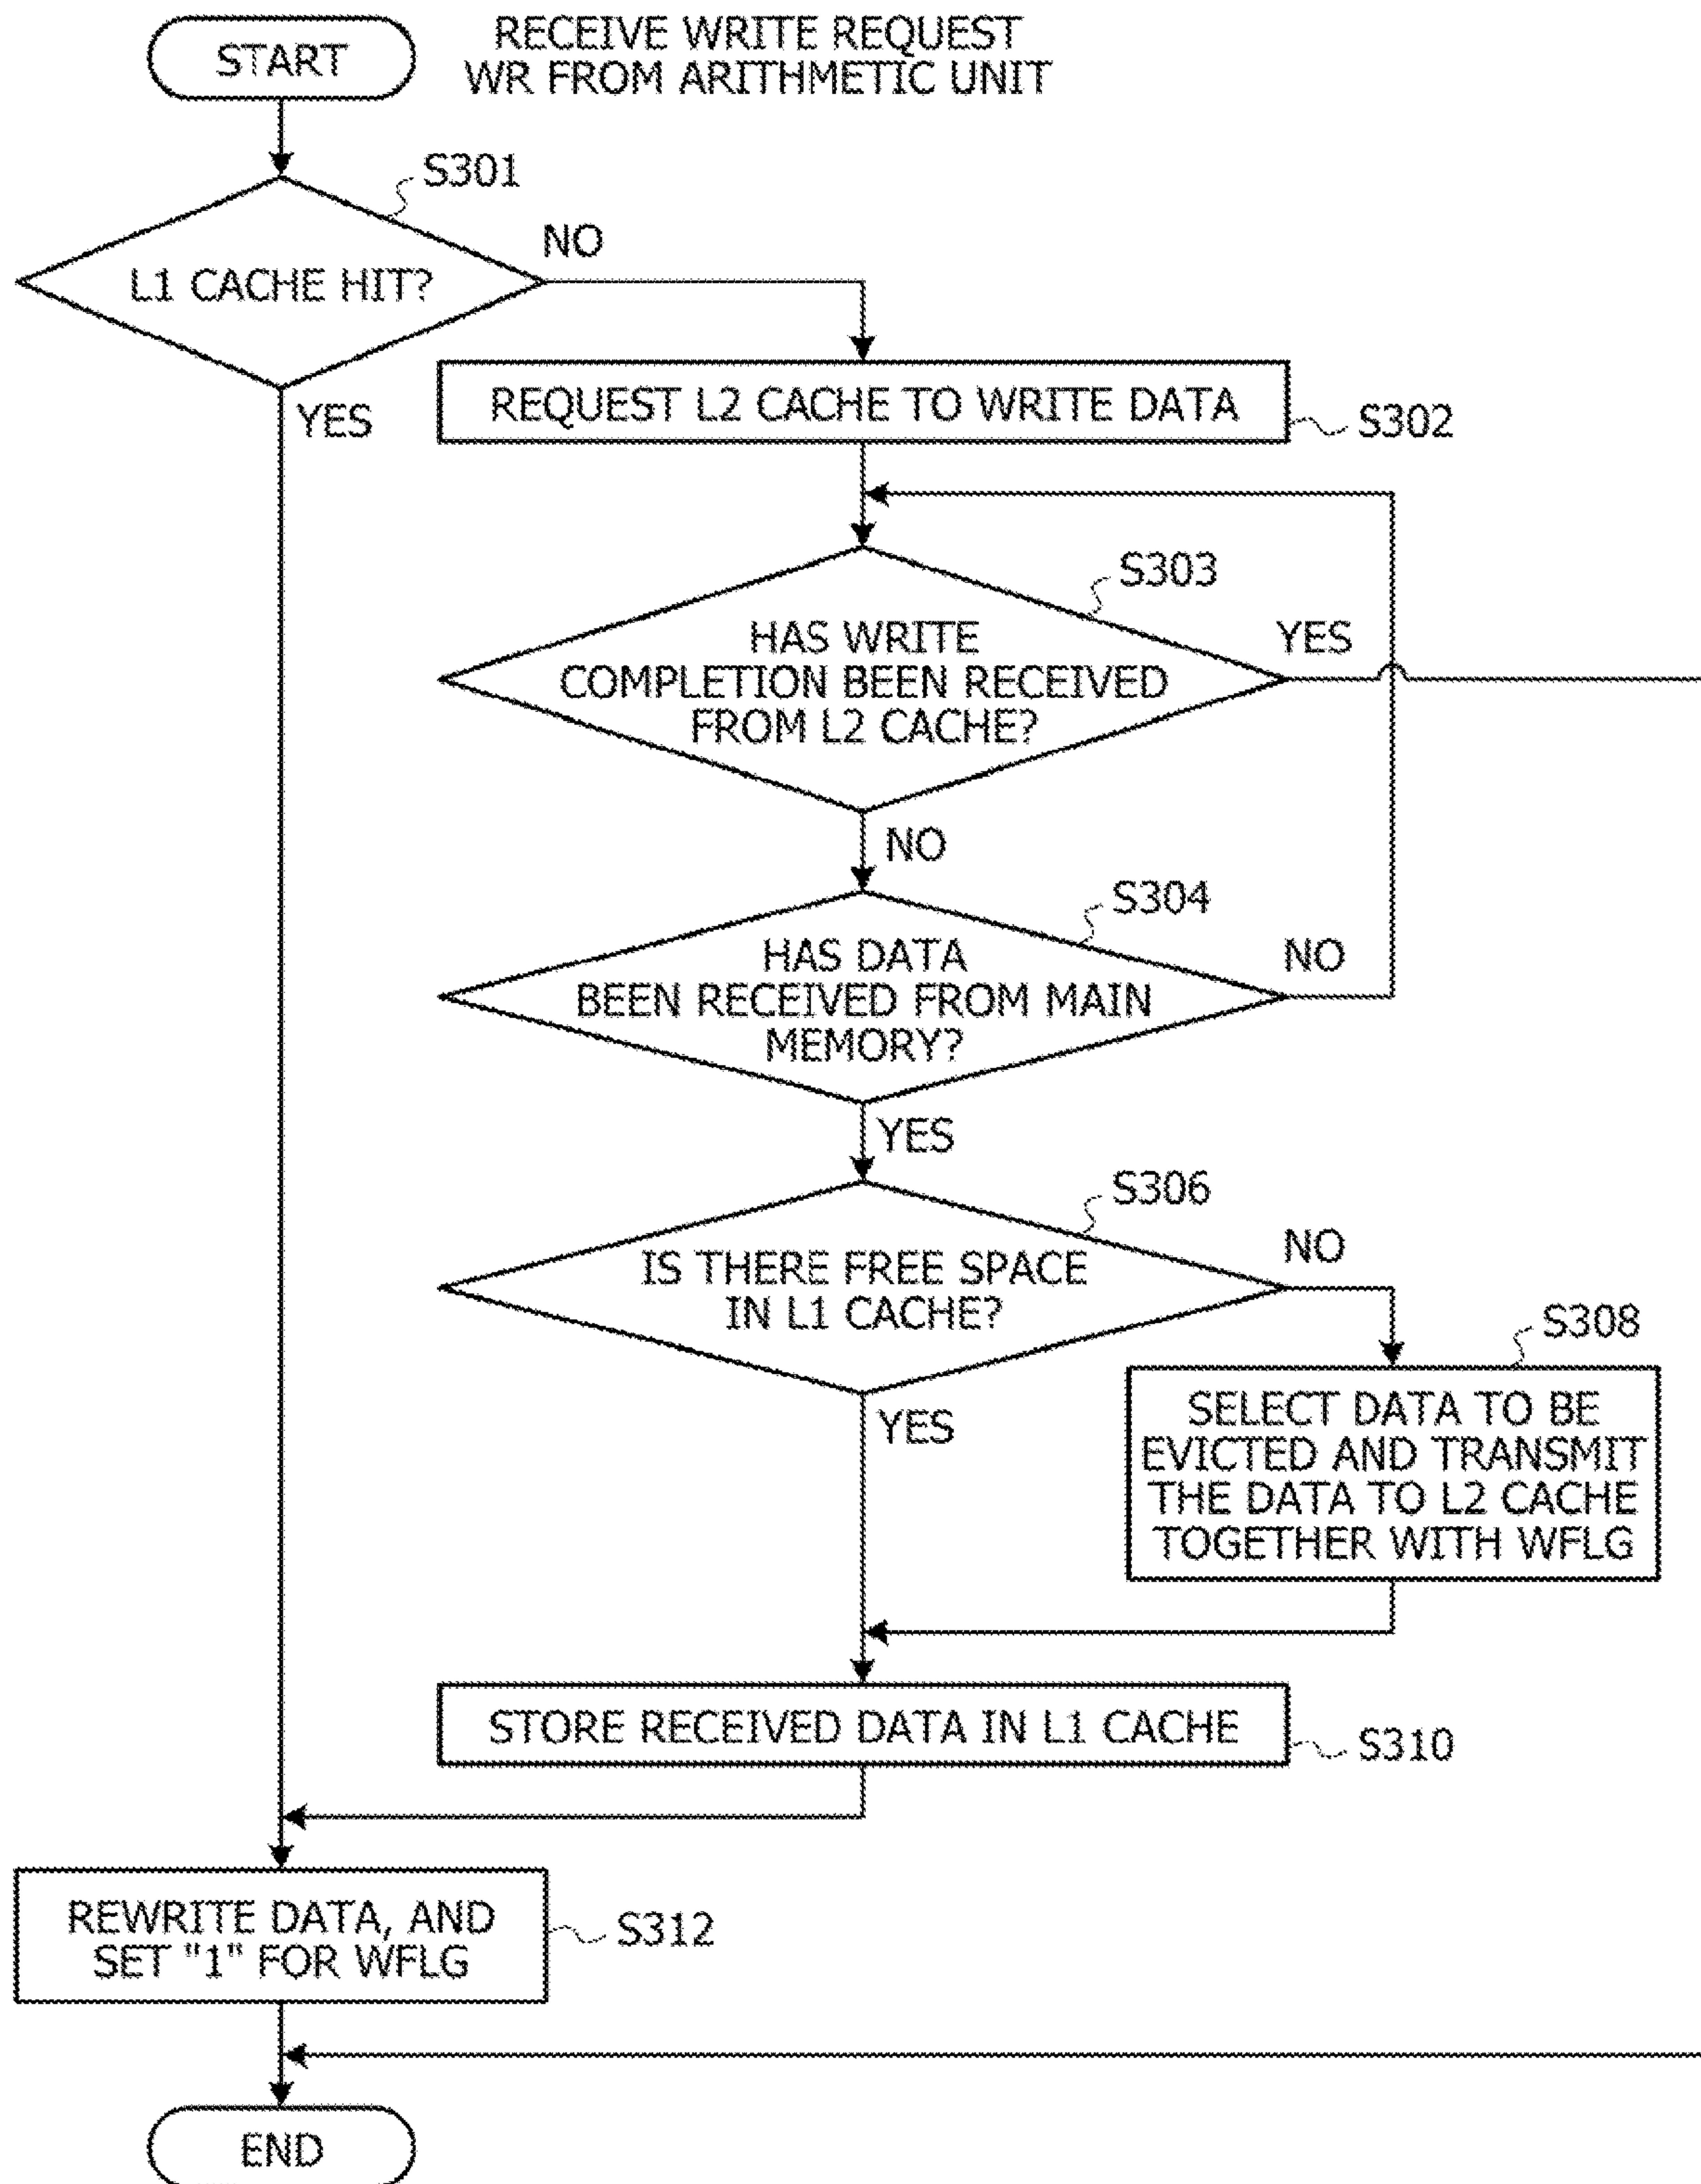 START
RECEIVE WRITE REQUEST
WR FROM ARITHMETIC UNIT
S301
L1 CACHE HIT?
NO
YES
REQUEST L2 CACHE TO WRITE DATA
S302
S303
HAS WRITE
COMPLETION BEEN RECEIVED
FROM L2 CACHE?
YES
NO
S304
HAS DATA
BEEN RECEIVED FROM MAIN
MEMORY?
NO
YES
S306
IS THERE FREE SPACE
IN L1 CACHE?
NO
YES
S308
SELECT DATA TO BE
EVICTED AND TRANSMIT
THE DATA TO L2 CACHE
TOGETHER WITH WFLG
STORE RECEIVED DATA IN L1 CACHE
S310
REWRITE DATA, AND
SET "1" FOR WFLG
S312
END